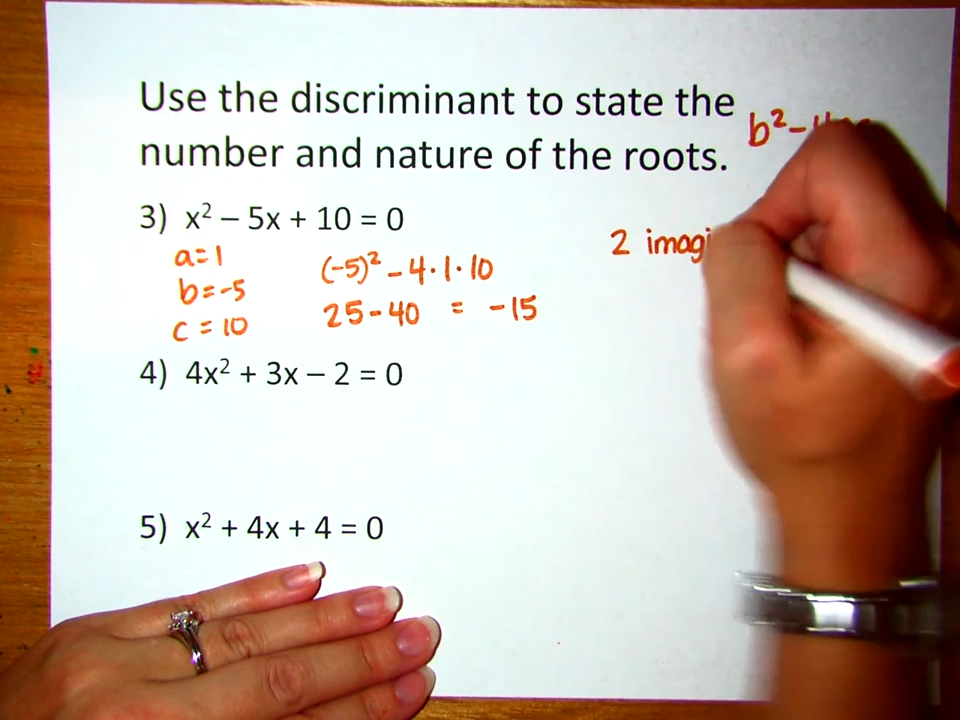 Use the discriminant to state the
number and nature of the roots.
b² –
3) x² – 5x + 10 = 0
a = 1
b = -5
c = 10
(-5)² - 4 · 1 · 10
25 - 40 = -15
2
4) 4x² + 3x – 2 = 0
5) x² + 4x + 4 = 0